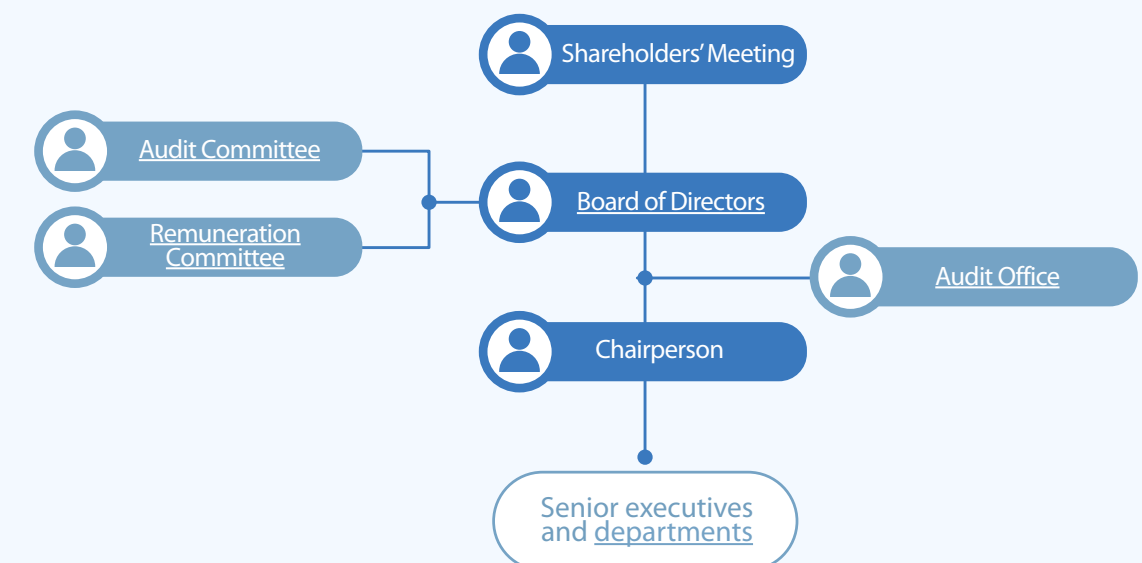 Shareholders' Meeting
Audit Committee
Remuneration
Committee
Board of Directors
Audit Office
Chairperson
Senior executives
and departments